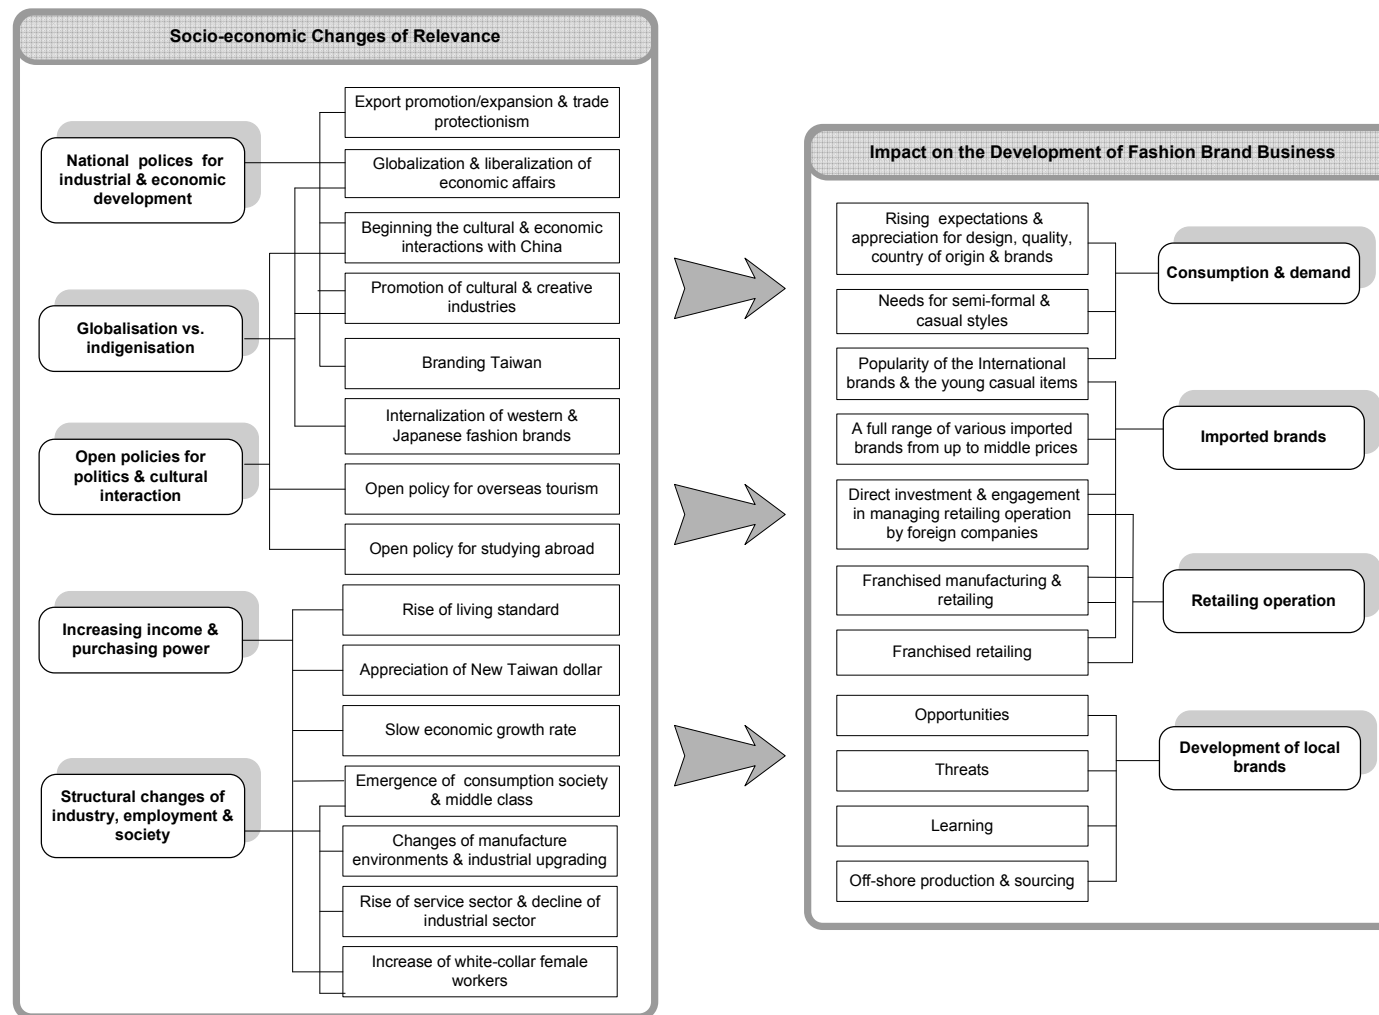 Socio-economic Changes of Relevance
National polices for
industrial & economic
development
Globalisation vs.
indigenisation
Open policies for
politics & cultural
interaction
Increasing income &
purchasing power
Structural changes of
industry, employment &
society
Export promotion/expansion & trade
protectionism
Globalization & liberalization of
economic affairs
Beginning the cultural & economic
interactions with China
Promotion of cultural & creative
industries
Branding Taiwan
Internalization of western &
Japanese fashion brands
Open policy for overseas tourism
Open policy for studying abroad
Rise of living standard
Appreciation of New Taiwan dollar
Slow economic growth rate
Emergence of consumption society
& middle class
Changes of manufacture
environments & industrial upgrading
Rise of service sector & decline of
industrial sector
Increase of white-collar female
workers
Impact on the Development of Fashion Brand Business
Rising expectations &
appreciation for design, quality,
country of origin & brands
Needs for semi-formal &
casual styles
Popularity of the International
brands & the young casual items
A full range of various imported
brands from up to middle prices
Direct investment & engagement
in managing retailing operation
by foreign companies
Franchised manufacturing &
retailing
Franchised retailing
Opportunities
Threats
Learning
Off-shore production & sourcing
Consumption & demand
Imported brands
Retailing operation
Development of local
brands